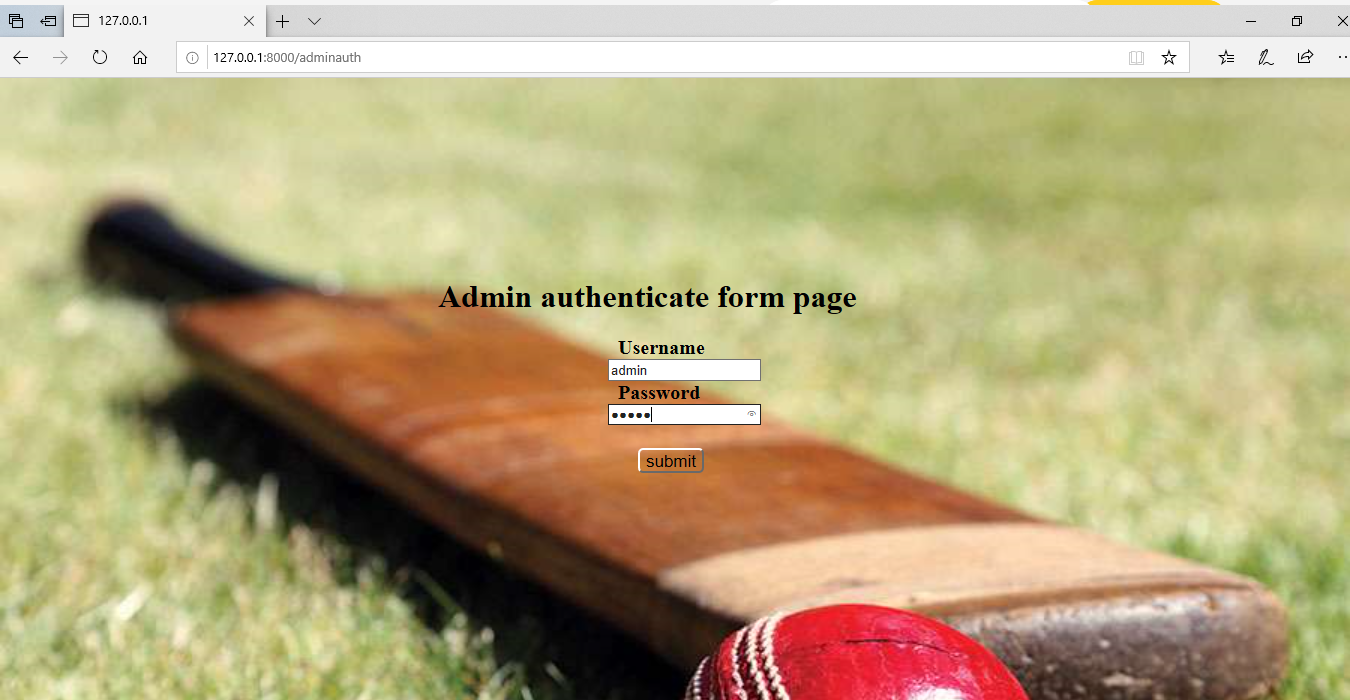 127.0.0.1
127.0.0.1:8000/adminauth
Admin authenticate form page
Username
admin
Password
●●●●●
submit